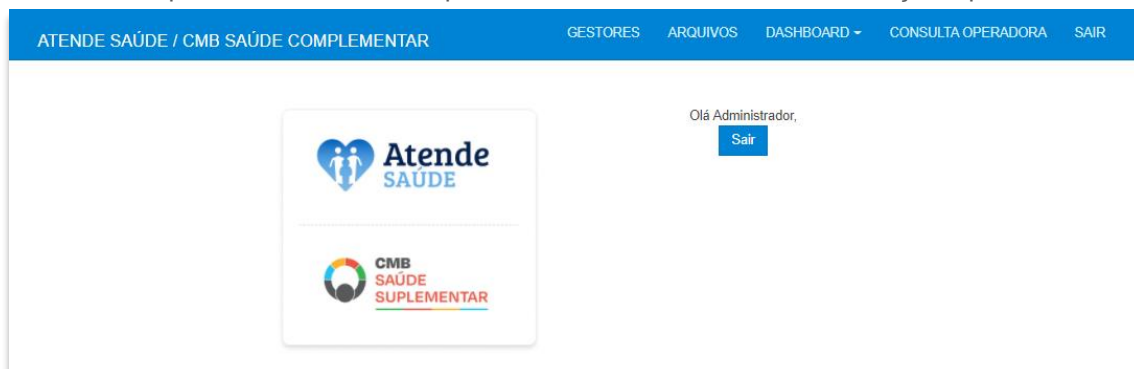 ATENDE SAÚDE / CMB SAÚDE COMPLEMENTAR GESTORES ARQUIVOS DASHBOARD CONSULTA OPERADORA SAIR
Olá Administrador,
Sair
Atende
SAÚDE
CMB
SAÚDE
SUPLEMENTAR